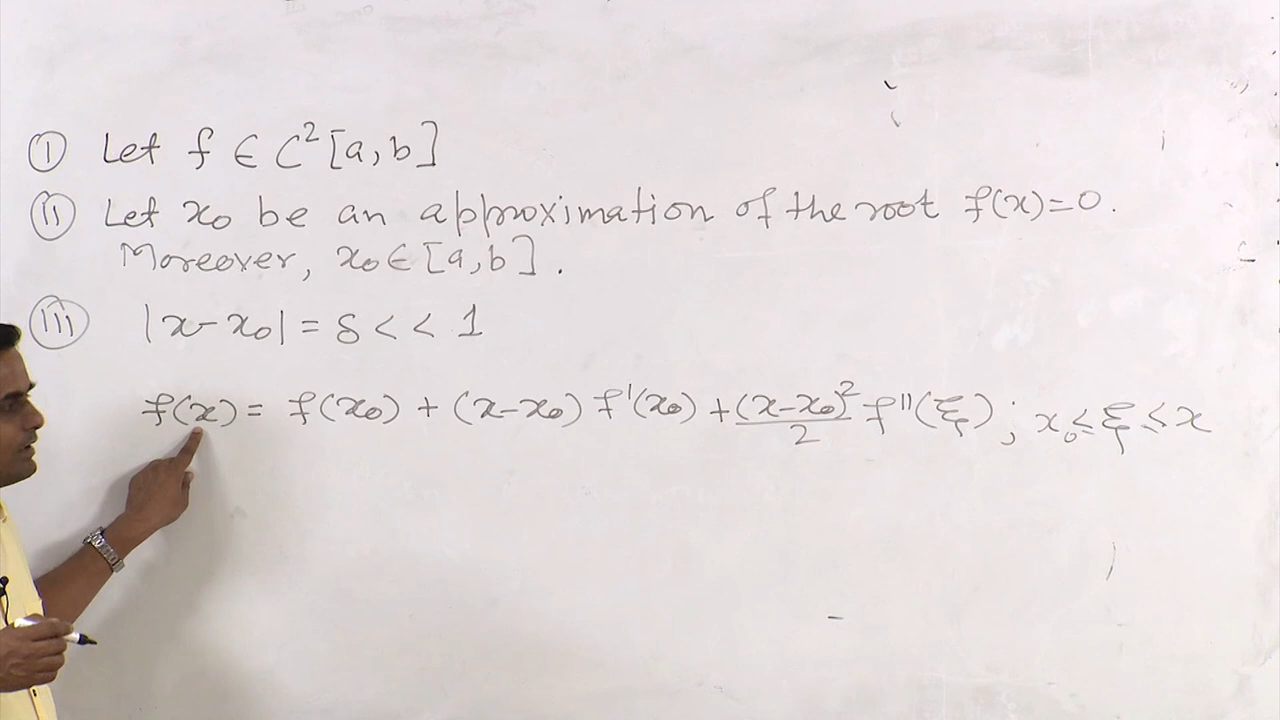 ① Let f ∈ C²[a,b]
ⓘⓘ Let x₀ be an approximation of the root f(x)=0.
Moreover, x₀ ∈ [a,b].
ⓘⓘⓘ |x-x₀| = δ << 1
f(x) = f(x₀) + (x-x₀) f'(x₀) + (x-x₀)²/2 f''(ξ) ; x₀ ≤ ξ ≤ x